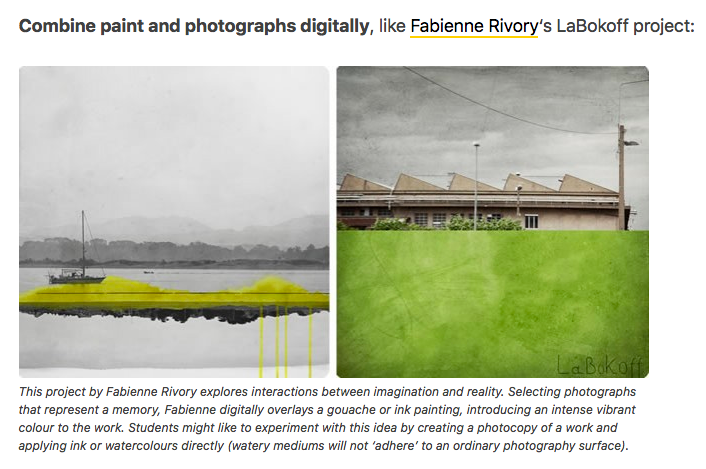 Combine paint and photographs digitally, like Fabienne Rivory‘s LaBokoff project:
LaBoKoff
This project by Fabienne Rivory explores interactions between imagination and reality. Selecting photographs
that represent a memory, Fabienne digitally overlays a gouache or ink painting, introducing an intense vibrant
colour to the work. Students might like to experiment with this idea by creating a photocopy of a work and
applying ink or watercolours directly (watery mediums will not ‘adhere’ to an ordinary photography surface).